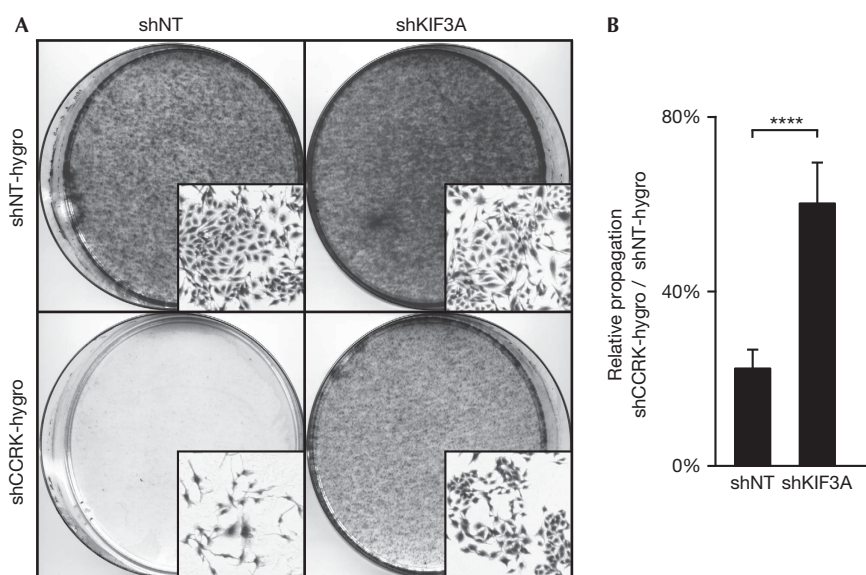 A
shNT
shKIF3A
shNT-hygro
shCCRK-hygro
B
Relative propagation
shCCRK-hygro / shNT-hygro
80%
40%
0%
****
shNT
shKIF3A